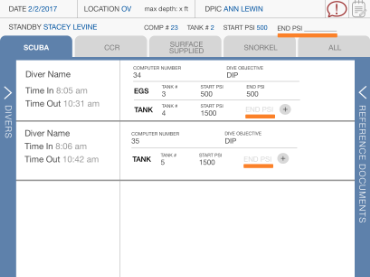 DATE 2/2/2017 LOCATION OV max depth: x ft DPIC ANN LEWIN
STANDBY STACEY LEVINE COMP # 23 TANK # 2 START PSI 500 END PSI
SCUBA CCR SURFACE SUPPLIED SNORKEL ALL
DIVERS
Diver Name
Time In 8:05 am
Time Out 10:31 am
COMPUTER NUMBER DIVE OBJECTIVE
34 DIP
EGS TANK # 3 START PSI 500 END PSI 500
TANK TANK # 4 START PSI 1500 END PSI +
Diver Name
Time In 8:06 am
Time Out 10:42 am
COMPUTER NUMBER DIVE OBJECTIVE
35 DIP
TANK TANK # 5 START PSI 1500 END PSI +
REFERENCE DOCUMENTS